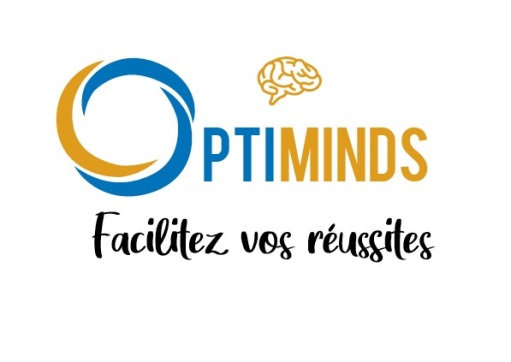 OPTIMINDS
Facilitez vos réussites